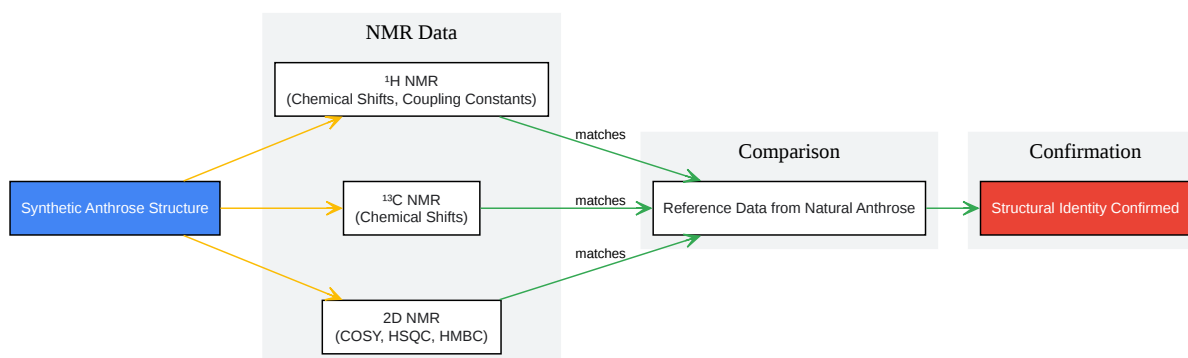 NMR Data
¹H NMR
(Chemical Shifts, Coupling Constants)
matches
Comparison
Confirmation
Synthetic Anthrose Structure
¹³C NMR
(Chemical Shifts)
matches
Reference Data from Natural Anthrose
Structural Identity Confirmed
matches
2D NMR
(COSY, HSQC, HMBC)